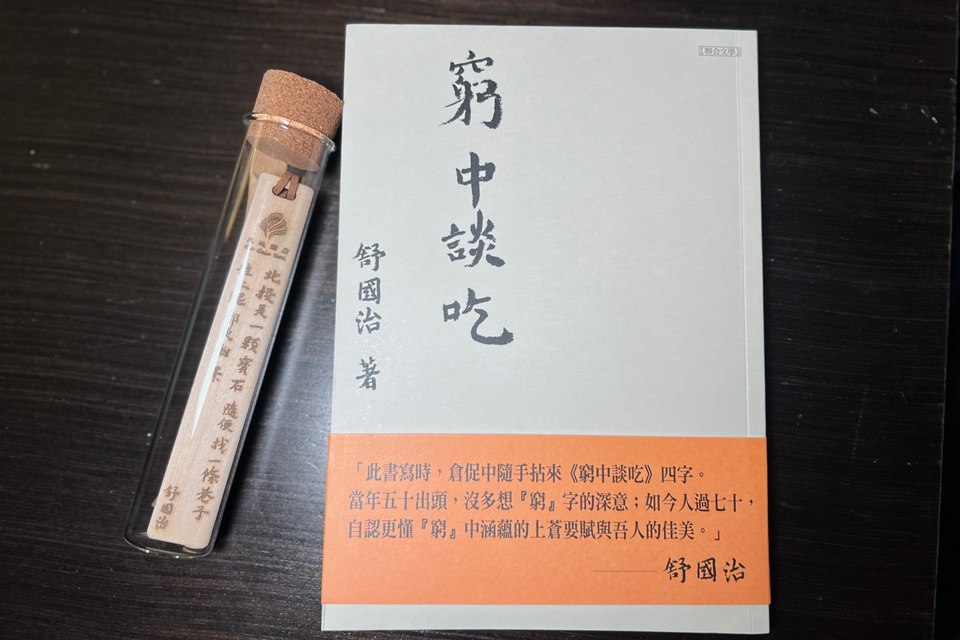 北投是一顆寶石 隨便找一條巷子
舒國治
聯合文學
窮中談吃
舒國治 著
「此書寫時，倉促中隨手拈來《窮中談吃》四字。
當年五十出頭，沒多想『窮』字的深意；如今人過七十，
自認更懂『窮』中涵蘊的上蒼要賦與吾人的佳美。」
舒國治